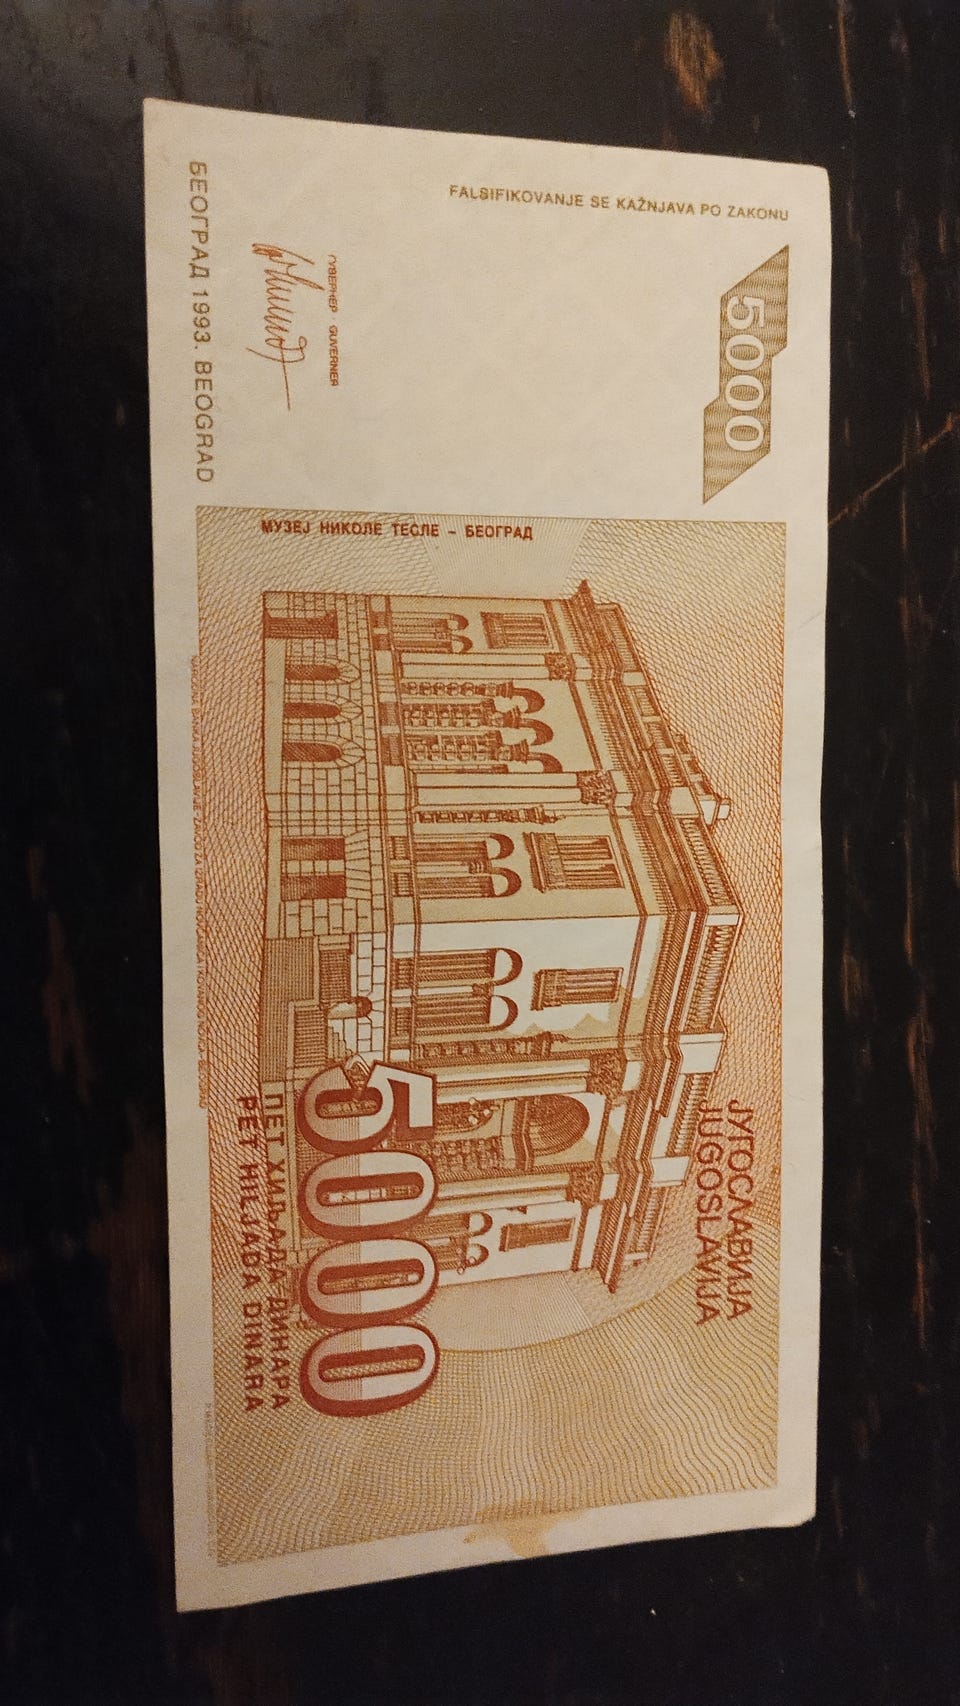 FALSIFIKOVANJE SE KAŽNJAVA PO ZAKONU
5000
ГУВЕРНЕР GUVERNER
БЕОГРАД 1993. BEOGRAD
МУЗЕЈ НИКОЛЕ ТЕСЛЕ - БЕОГРАД
ЈУГОСЛАВИЈА
JUGOSLAVIJA
5000
ПЕТ ХИЉАДА ДИНАРА
PET HILJADA DINARA